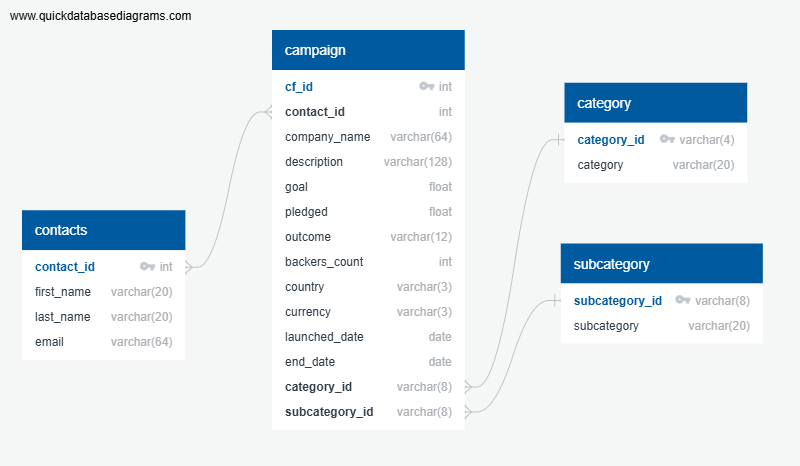 www.quickdatabasediagrams.com
campaign
cf_id int
contact_id int
company_name varchar(64)
description varchar(128)
goal float
pledged float
outcome varchar(12)
backers_count int
country varchar(3)
currency varchar(3)
launched_date date
end_date date
category_id varchar(8)
subcategory_id varchar(8)
category
category_id varchar(4)
category varchar(20)
contacts
contact_id int
first_name varchar(20)
last_name varchar(20)
email varchar(64)
subcategory
subcategory_id varchar(8)
subcategory varchar(20)